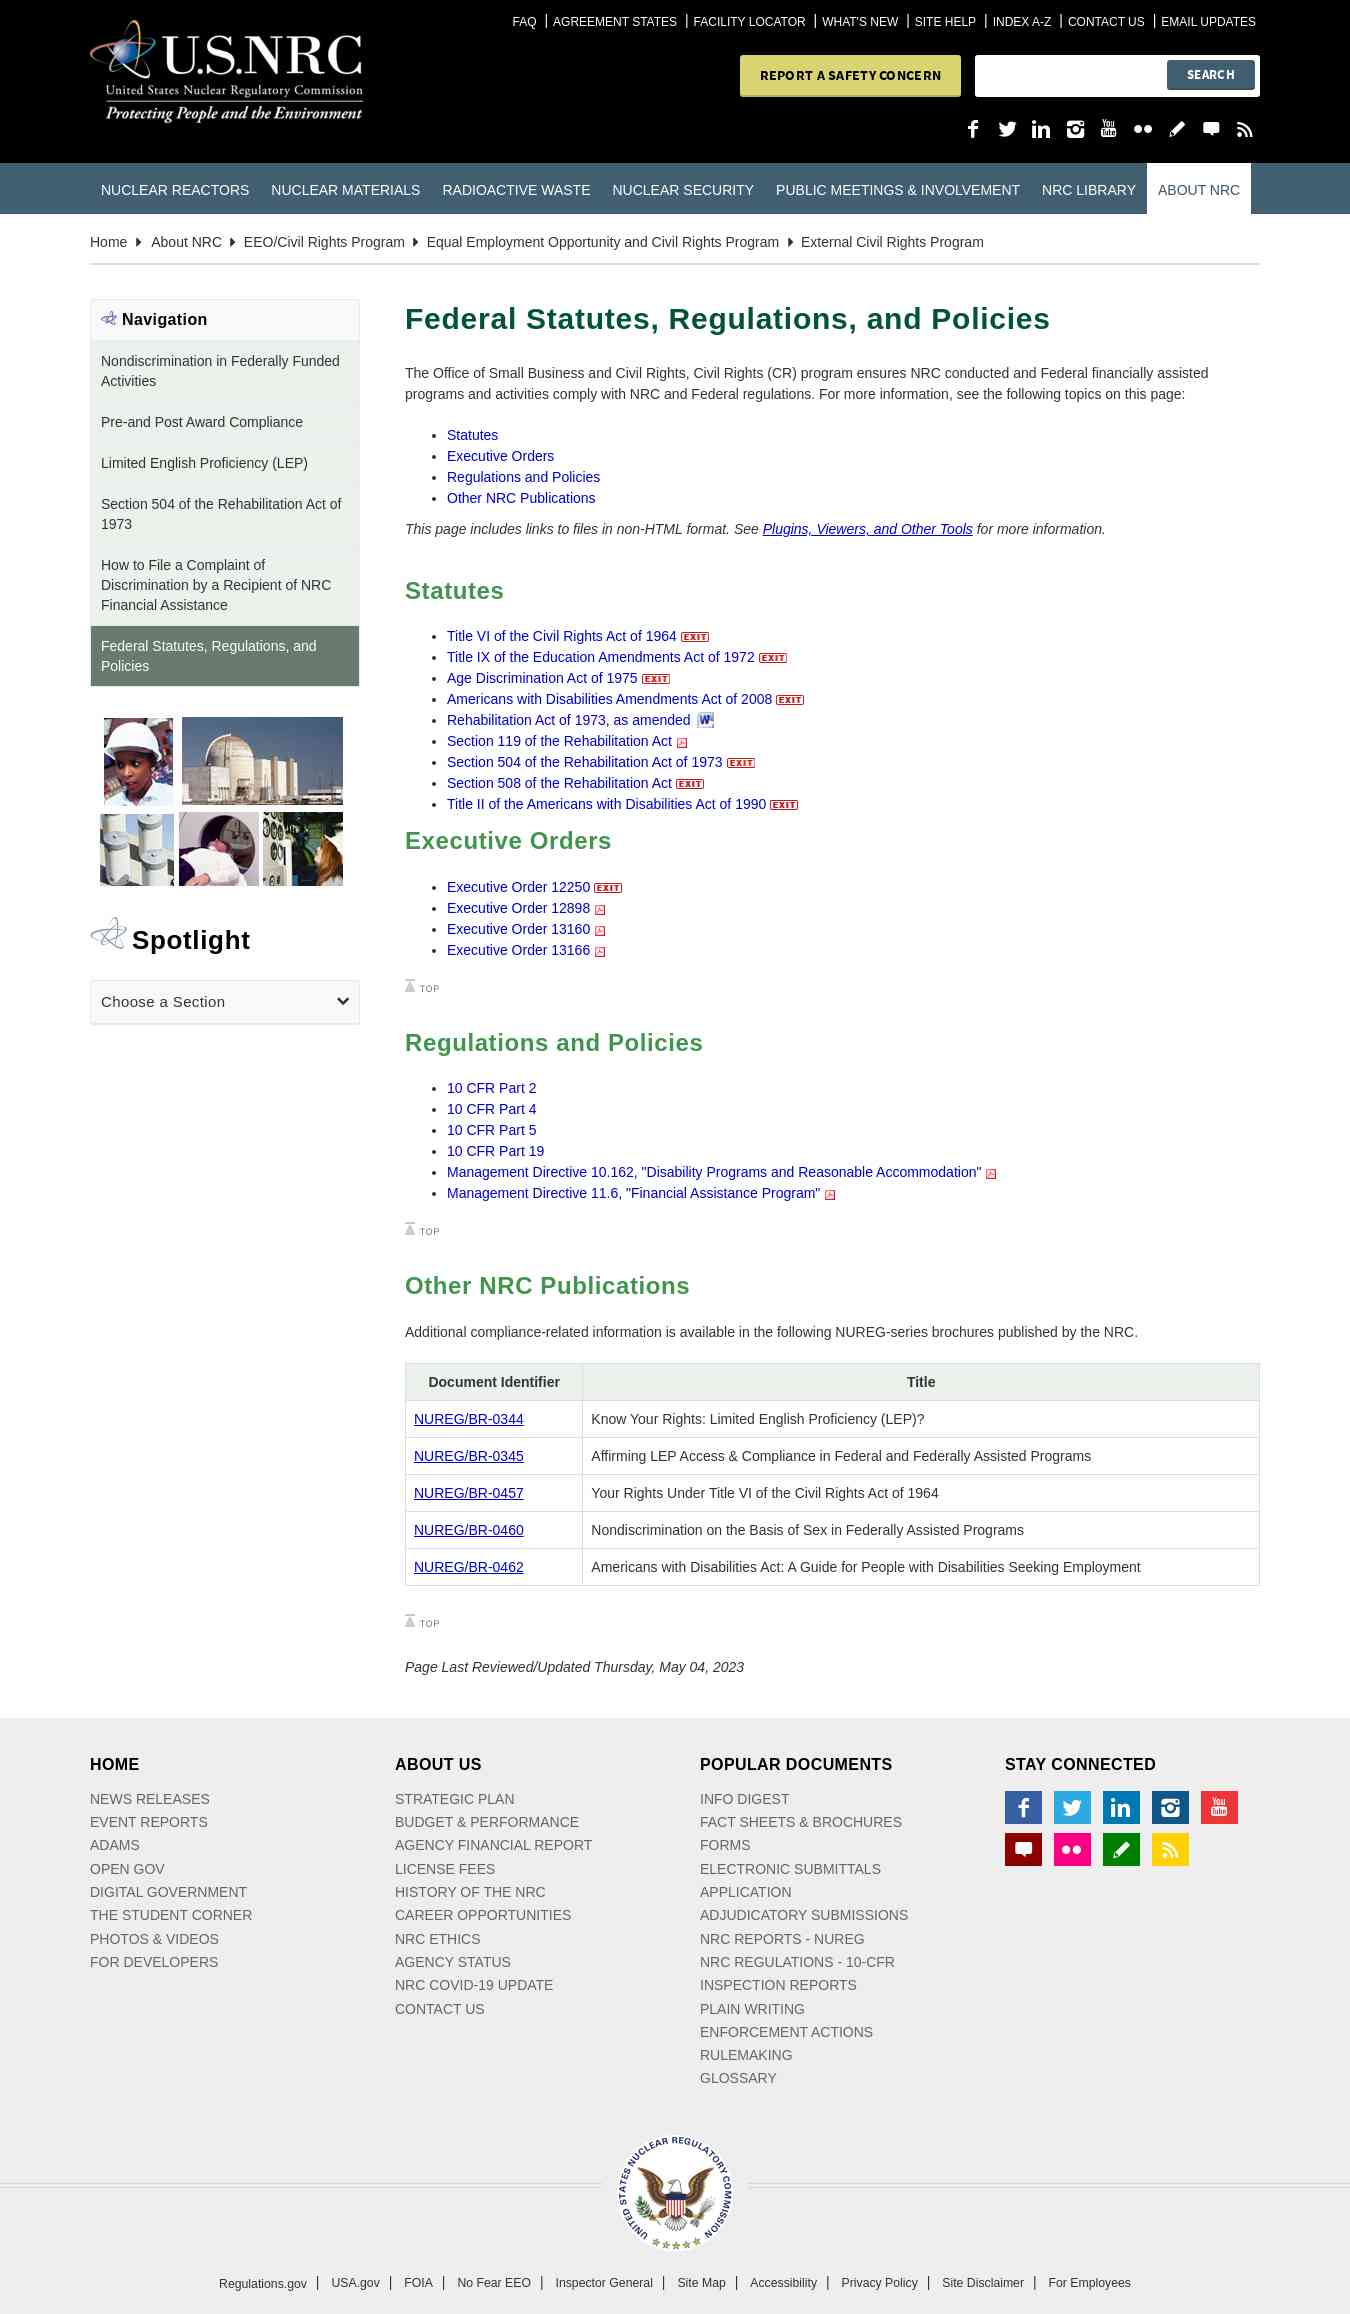 FAQ | AGREEMENT STATES | FACILITY LOCATOR | WHAT'S NEW | SITE HELP | INDEX A-Z | CONTACT US | EMAIL UPDATES
U.S.NRC
United States Nuclear Regulatory Commission
Protecting People and the Environment
REPORT A SAFETY CONCERN
SEARCH
NUCLEAR REACTORS NUCLEAR MATERIALS RADIOACTIVE WASTE NUCLEAR SECURITY PUBLIC MEETINGS & INVOLVEMENT NRC LIBRARY ABOUT NRC
Home About NRC EEO/Civil Rights Program Equal Employment Opportunity and Civil Rights Program External Civil Rights Program
Navigation
Nondiscrimination in Federally Funded
Activities
Pre-and Post Award Compliance
Limited English Proficiency (LEP)
Section 504 of the Rehabilitation Act of
1973
How to File a Complaint of
Discrimination by a Recipient of NRC
Financial Assistance
Federal Statutes, Regulations, and
Policies
Spotlight
Choose a Section
Federal Statutes, Regulations, and Policies
The Office of Small Business and Civil Rights, Civil Rights (CR) program ensures NRC conducted and Federal financially assisted
programs and activities comply with NRC and Federal regulations. For more information, see the following topics on this page:
• Statutes
• Executive Orders
• Regulations and Policies
• Other NRC Publications
This page includes links to files in non-HTML format. See Plugins, Viewers, and Other Tools for more information.
Statutes
• Title VI of the Civil Rights Act of 1964 EXIT
• Title IX of the Education Amendments Act of 1972 EXIT
• Age Discrimination Act of 1975 EXIT
• Americans with Disabilities Amendments Act of 2008 EXIT
• Rehabilitation Act of 1973, as amended W
• Section 119 of the Rehabilitation Act
• Section 504 of the Rehabilitation Act of 1973 EXIT
• Section 508 of the Rehabilitation Act EXIT
• Title II of the Americans with Disabilities Act of 1990 EXIT
Executive Orders
• Executive Order 12250 EXIT
• Executive Order 12898
• Executive Order 13160
• Executive Order 13166
TOP
Regulations and Policies
• 10 CFR Part 2
• 10 CFR Part 4
• 10 CFR Part 5
• 10 CFR Part 19
• Management Directive 10.162, "Disability Programs and Reasonable Accommodation"
• Management Directive 11.6, "Financial Assistance Program"
TOP
Other NRC Publications
Additional compliance-related information is available in the following NUREG-series brochures published by the NRC.
Document Identifier Title
NUREG/BR-0344 Know Your Rights: Limited English Proficiency (LEP)?
NUREG/BR-0345 Affirming LEP Access & Compliance in Federal and Federally Assisted Programs
NUREG/BR-0457 Your Rights Under Title VI of the Civil Rights Act of 1964
NUREG/BR-0460 Nondiscrimination on the Basis of Sex in Federally Assisted Programs
NUREG/BR-0462 Americans with Disabilities Act: A Guide for People with Disabilities Seeking Employment
TOP
Page Last Reviewed/Updated Thursday, May 04, 2023
HOME
NEWS RELEASES
EVENT REPORTS
ADAMS
OPEN GOV
DIGITAL GOVERNMENT
THE STUDENT CORNER
PHOTOS & VIDEOS
FOR DEVELOPERS
ABOUT US
STRATEGIC PLAN
BUDGET & PERFORMANCE
AGENCY FINANCIAL REPORT
LICENSE FEES
HISTORY OF THE NRC
CAREER OPPORTUNITIES
NRC ETHICS
AGENCY STATUS
NRC COVID-19 UPDATE
CONTACT US
POPULAR DOCUMENTS
INFO DIGEST
FACT SHEETS & BROCHURES
FORMS
ELECTRONIC SUBMITTALS
APPLICATION
ADJUDICATORY SUBMISSIONS
NRC REPORTS - NUREG
NRC REGULATIONS - 10-CFR
INSPECTION REPORTS
PLAIN WRITING
ENFORCEMENT ACTIONS
RULEMAKING
GLOSSARY
STAY CONNECTED
UNITED STATES NUCLEAR REGULATORY COMMISSION
Regulations.gov | USA.gov | FOIA | No Fear EEO | Inspector General | Site Map | Accessibility | Privacy Policy | Site Disclaimer | For Employees